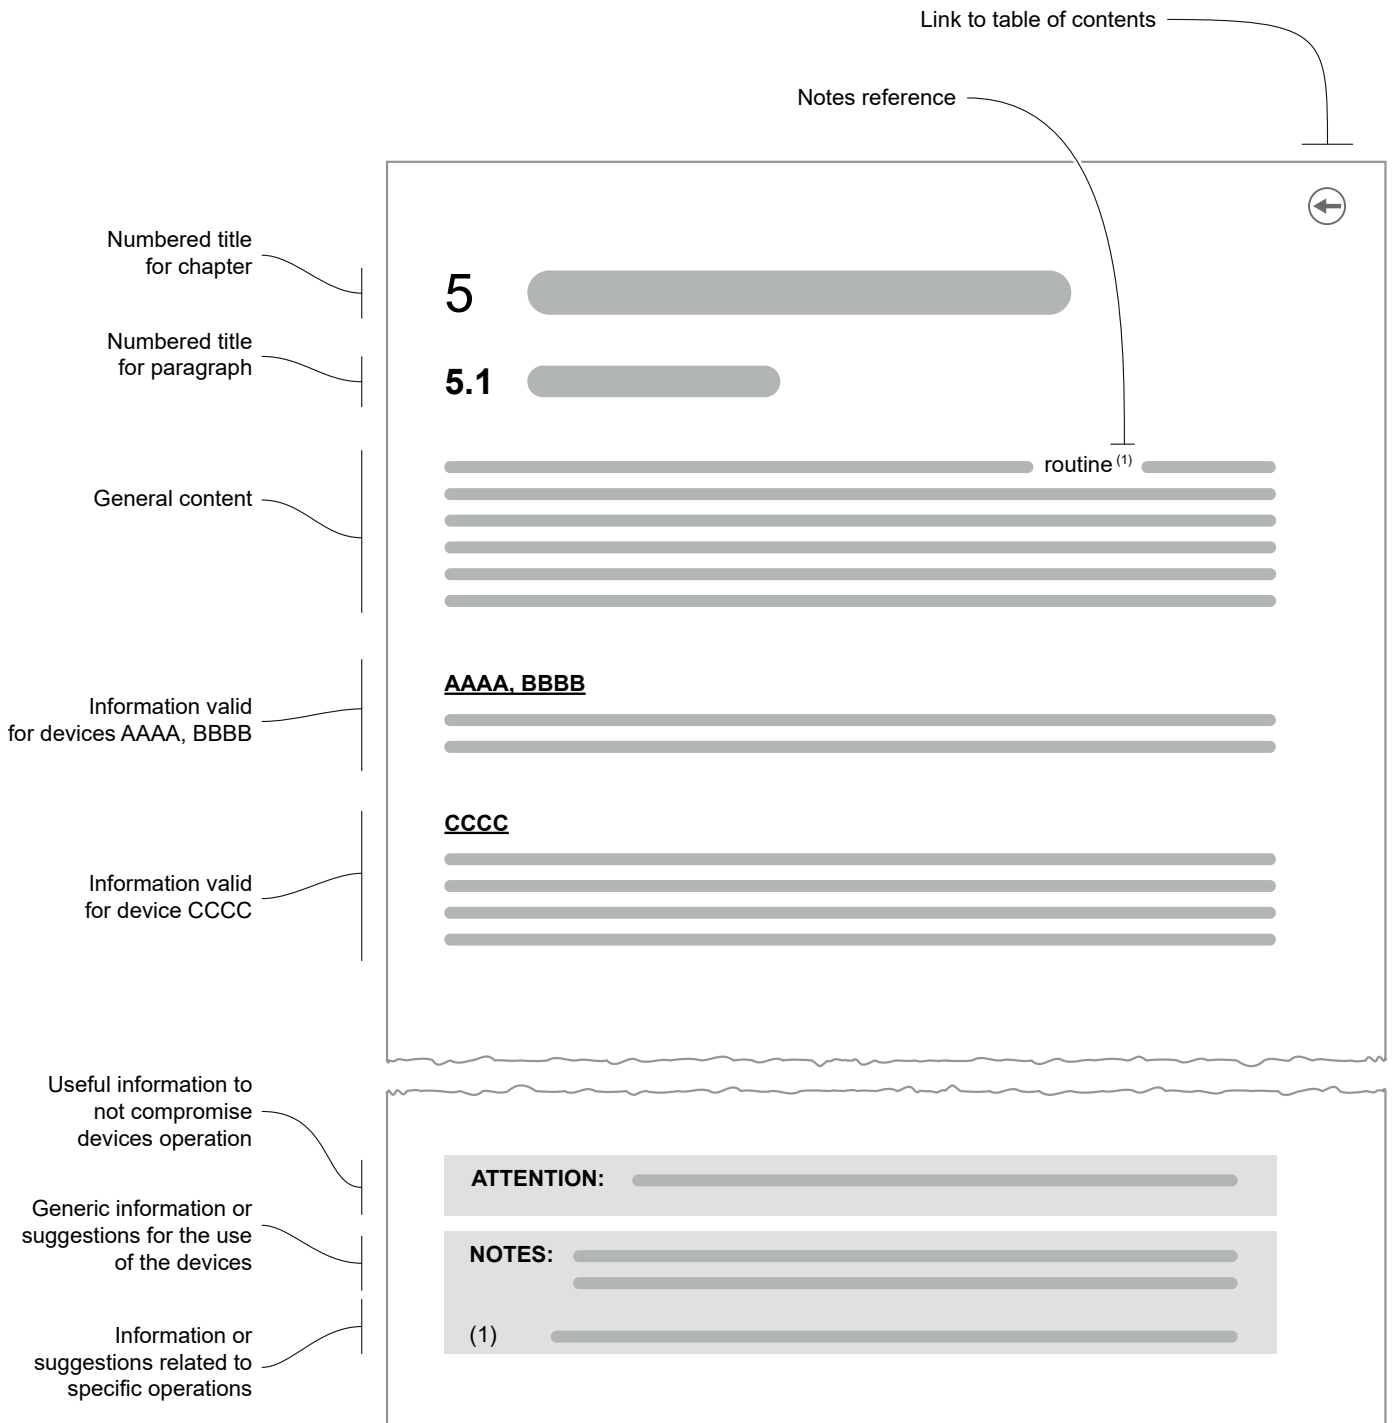 Link to table of contents
Notes reference
Numbered title
for chapter
5
Numbered title
for paragraph
5.1
routine (1)
General content
AAAA, BBBB
Information valid
for devices AAAA, BBBB
CCCC
Information valid
for device CCCC
Useful information to
not compromise
devices operation
ATTENTION:
Generic information or
suggestions for the use
of the devices
NOTES:
Information or
suggestions related to
specific operations
(1)